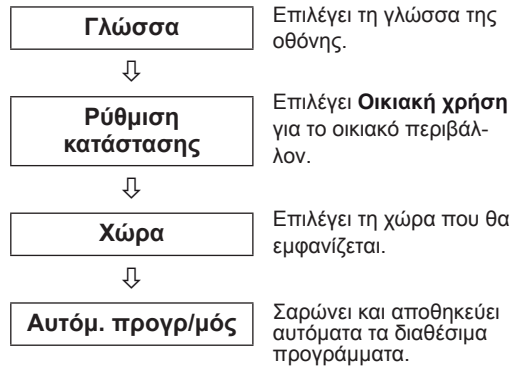 Γλώσσα
Επιλέγει τη γλώσσα της
οθόνης.
Ρύθμιση
κατάστασης
Επιλέγει Οικιακή χρήση
για το οικιακό περιβάλ-
λον.
Χώρα
Επιλέγει τη χώρα που θα
εμφανίζεται.
Αυτόμ. προγρ/μός
Σαρώνει και αποθηκεύει
αυτόματα τα διαθέσιμα
προγράμματα.